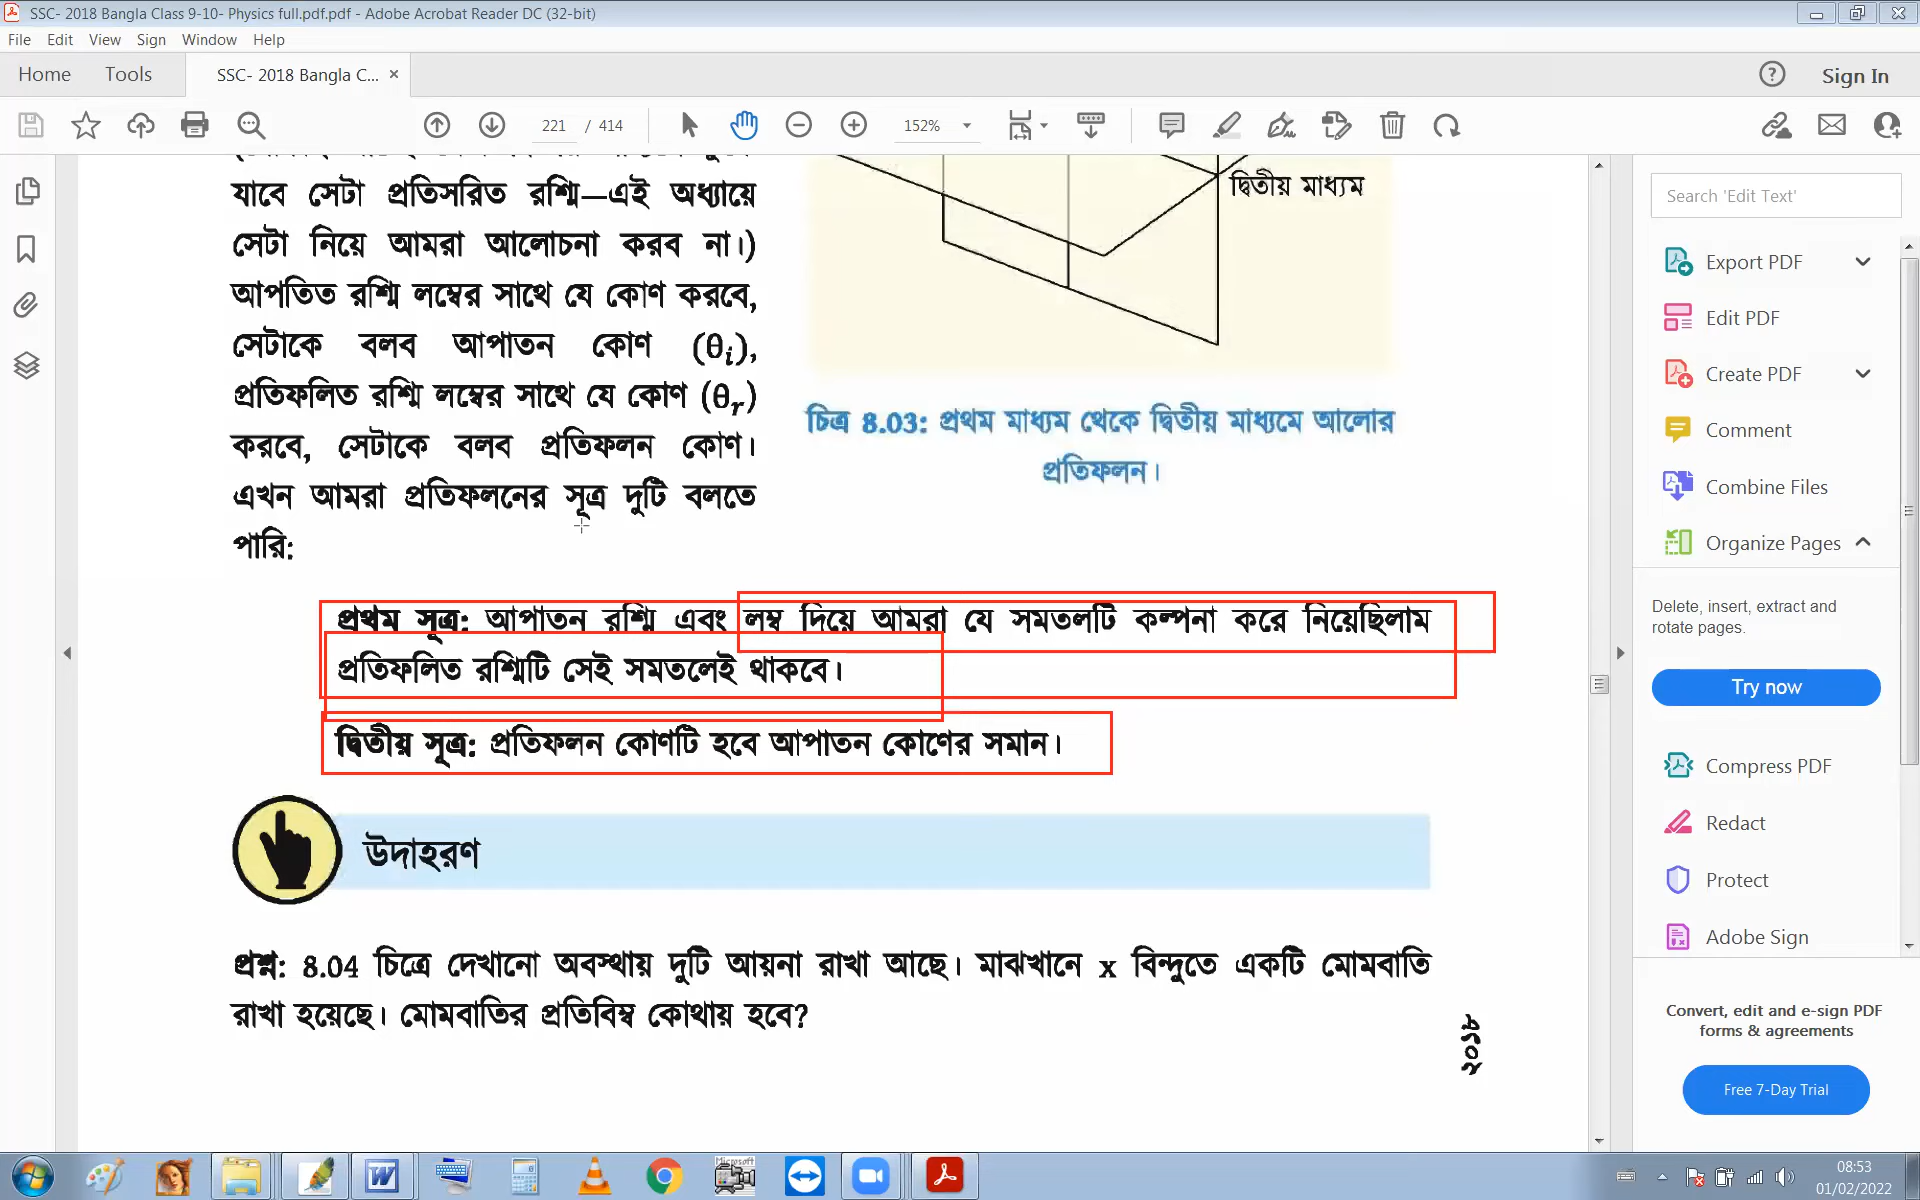 SSC- 2018 Bangla Class 9-10- Physics full.pdf.pdf - Adobe Acrobat Reader DC (32-bit)
File Edit View Sign Window Help
Home Tools SSC- 2018 Bangla C... × Sign In
221 / 414 152%
যাবে সেটা প্রতিসরিত রশ্মি—এই অধ্যায়ে
সেটা নিয়ে আমরা আলোচনা করব না।)
আপতিত রশ্মি লম্বের সাথে যে কোণ করবে,
সেটাকে বলব আপাতন কোণ (θᵢ),
প্রতিফলিত রশ্মি লম্বের সাথে যে কোণ (θᵣ)
করবে, সেটাকে বলব প্রতিফলন কোণ।
এখন আমরা প্রতিফলনের সূত্র দুটি বলতে
পারি:
দ্বিতীয় মাধ্যম
চিত্র 8.03: প্রথম মাধ্যম থেকে দ্বিতীয় মাধ্যমে আলোর
প্রতিফলন।
প্রথম সূত্র: আপাতন রশ্মি এবং লম্ব দিয়ে আমরা যে সমতলটি কল্পনা করে নিয়েছিলাম
প্রতিফলিত রশ্মিটি সেই সমতলেই থাকবে।
দ্বিতীয় সূত্র: প্রতিফলন কোণটি হবে আপাতন কোণের সমান।
উদাহরণ
প্রশ্ন: 8.04 চিত্রে দেখানো অবস্থায় দুটি আয়না রাখা আছে। মাঝখানে x বিন্দুতে একটি মোমবাতি
রাখা হয়েছে। মোমবাতির প্রতিবিম্ব কোথায় হবে?
২০১৮
Search 'Edit Text'
Export PDF
Edit PDF
Create PDF
Comment
Combine Files
Organize Pages
Delete, insert, extract and
rotate pages.
Try now
Compress PDF
Redact
Protect
Adobe Sign
Convert, edit and e-sign PDF
forms & agreements
Free 7-Day Trial
08:53
01/02/2022